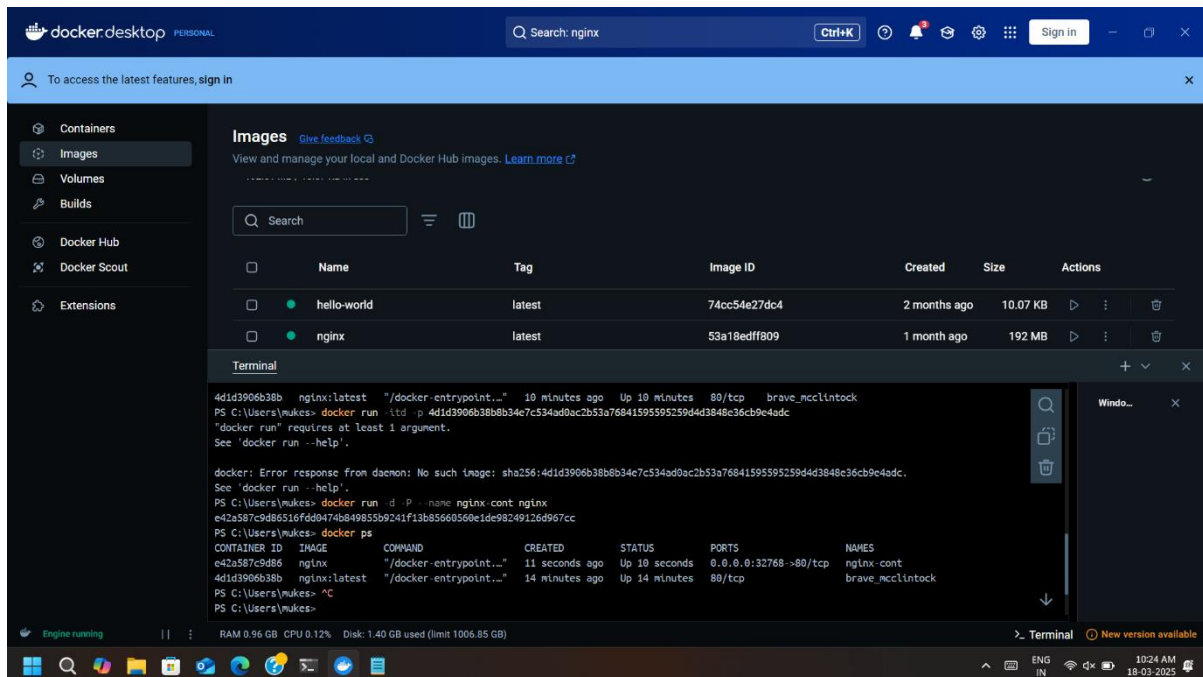 docker.desktop PERSONAL
Search: nginx Ctrl+K 3 Sign in
To access the latest features, sign in
Containers
Images
Volumes
Builds
Docker Hub
Docker Scout
Extensions
Images Give feedback
View and manage your local and Docker Hub images. Learn more
Search
Name Tag Image ID Created Size Actions
hello-world latest 74cc54e27dc4 2 months ago 10.07 KB
nginx latest 53a18edff809 1 month ago 192 MB
Terminal
Windo...
4d1d3906b38b nginx:latest "/docker-entrypoint.…" 10 minutes ago Up 10 minutes 80/tcp brave_mcclintock
PS C:\Users\mukes> docker run -itd -p 4d1d3906b38b8b34e7c534ad0ac2b53a76841595595259d4d3848e36cb9e4adc
"docker run" requires at least 1 argument.
See 'docker run --help'.
docker: Error response from daemon: No such image: sha256:4d1d3906b38b8b34e7c534ad0ac2b53a76841595595259d4d3848e36cb9e4adc.
See 'docker run --help'.
PS C:\Users\mukes> docker run -d -P --name nginx-cont nginx
e42a587c9d86516fdd0474b849855b9241f13b85660560e1de98249126d967cc
PS C:\Users\mukes> docker ps
CONTAINER ID IMAGE COMMAND CREATED STATUS PORTS NAMES
e42a587c9d86 nginx "/docker-entrypoint.…" 11 seconds ago Up 10 seconds 0.0.0.0:32768->80/tcp nginx-cont
4d1d3906b38b nginx:latest "/docker-entrypoint.…" 14 minutes ago Up 14 minutes 80/tcp brave_mcclintock
PS C:\Users\mukes> ^C
PS C:\Users\mukes>
Engine running RAM 0.96 GB CPU 0.12% Disk: 1.40 GB used (limit 1006.85 GB) Terminal New version available
ENG
IN
10:24 AM
18-03-2025